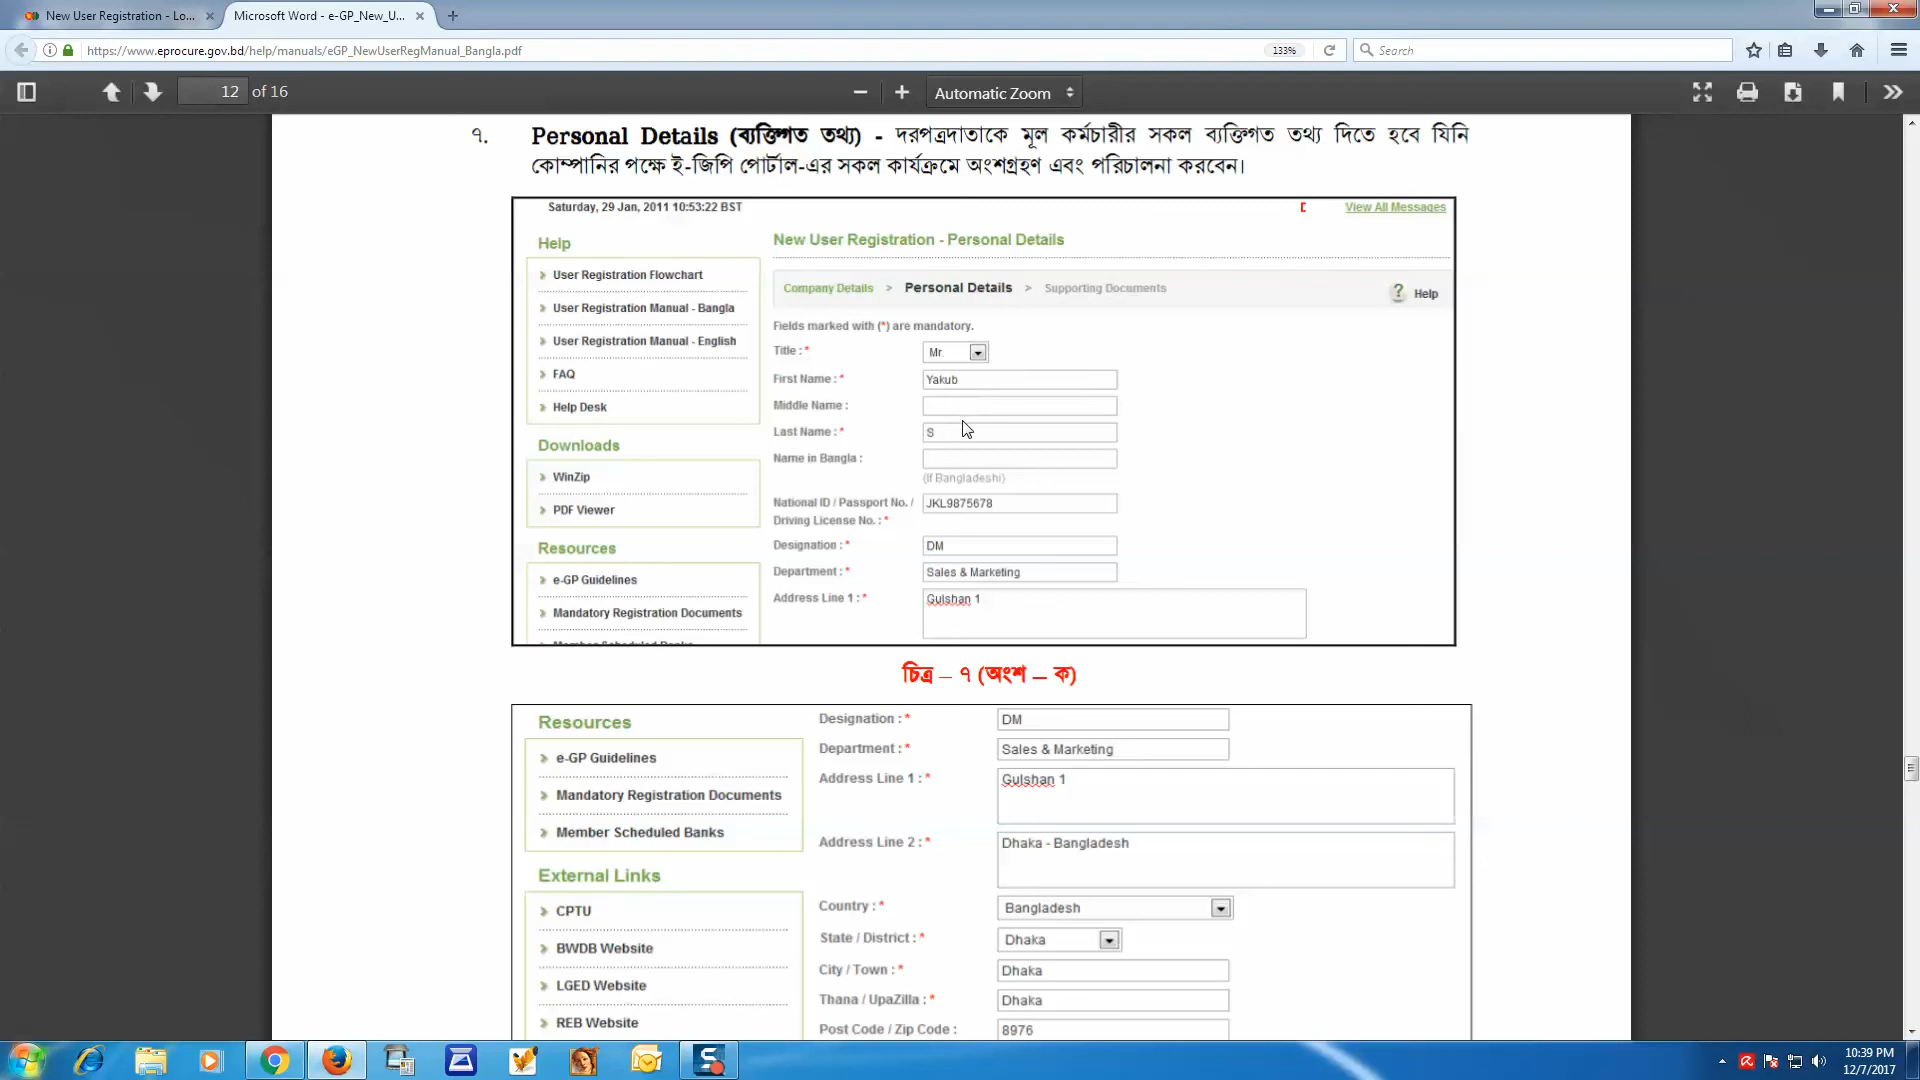 New User Registration - Lo...
Microsoft Word - e-GP_New_U...
https://www.eprocure.gov.bd/help/manuals/eGP_NewUserRegManual_Bangla.pdf
133%
Search
12 of 16
Automatic Zoom
৭. Personal Details (ব্যক্তিগত তথ্য) - দরপত্রদাতাকে মূল কর্মচারীর সকল ব্যক্তিগত তথ্য দিতে হবে যিনি
কোম্পানির পক্ষে ই-জিপি পোর্টাল-এর সকল কার্যক্রমে অংশগ্রহণ এবং পরিচালনা করবেন।
Saturday, 29 Jan, 2011 10:53:22 BST
View All Messages
Help
User Registration Flowchart
User Registration Manual - Bangla
User Registration Manual - English
FAQ
Help Desk
Downloads
WinZip
PDF Viewer
Resources
e-GP Guidelines
Mandatory Registration Documents
Member Scheduled Banks
New User Registration - Personal Details
Company Details > Personal Details > Supporting Documents
? Help
Fields marked with (*) are mandatory.
Title : * Mr.
First Name : * Yakub
Middle Name :
Last Name : * S
Name in Bangla :
(If Bangladeshi)
National ID / Passport No. / JKL9875678
Driving License No. : *
Designation : * DM
Department : * Sales & Marketing
Address Line 1 : * Gulshan 1
চিত্র – ৭ (অংশ – ক)
Resources
e-GP Guidelines
Mandatory Registration Documents
Member Scheduled Banks
External Links
CPTU
BWDB Website
LGED Website
REB Website
Designation : * DM
Department : * Sales & Marketing
Address Line 1 : * Gulshan 1
Address Line 2 : * Dhaka - Bangladesh
Country : * Bangladesh
State / District : * Dhaka
City / Town : * Dhaka
Thana / UpaZilla : * Dhaka
Post Code / Zip Code : 8976
10:39 PM
12/7/2017